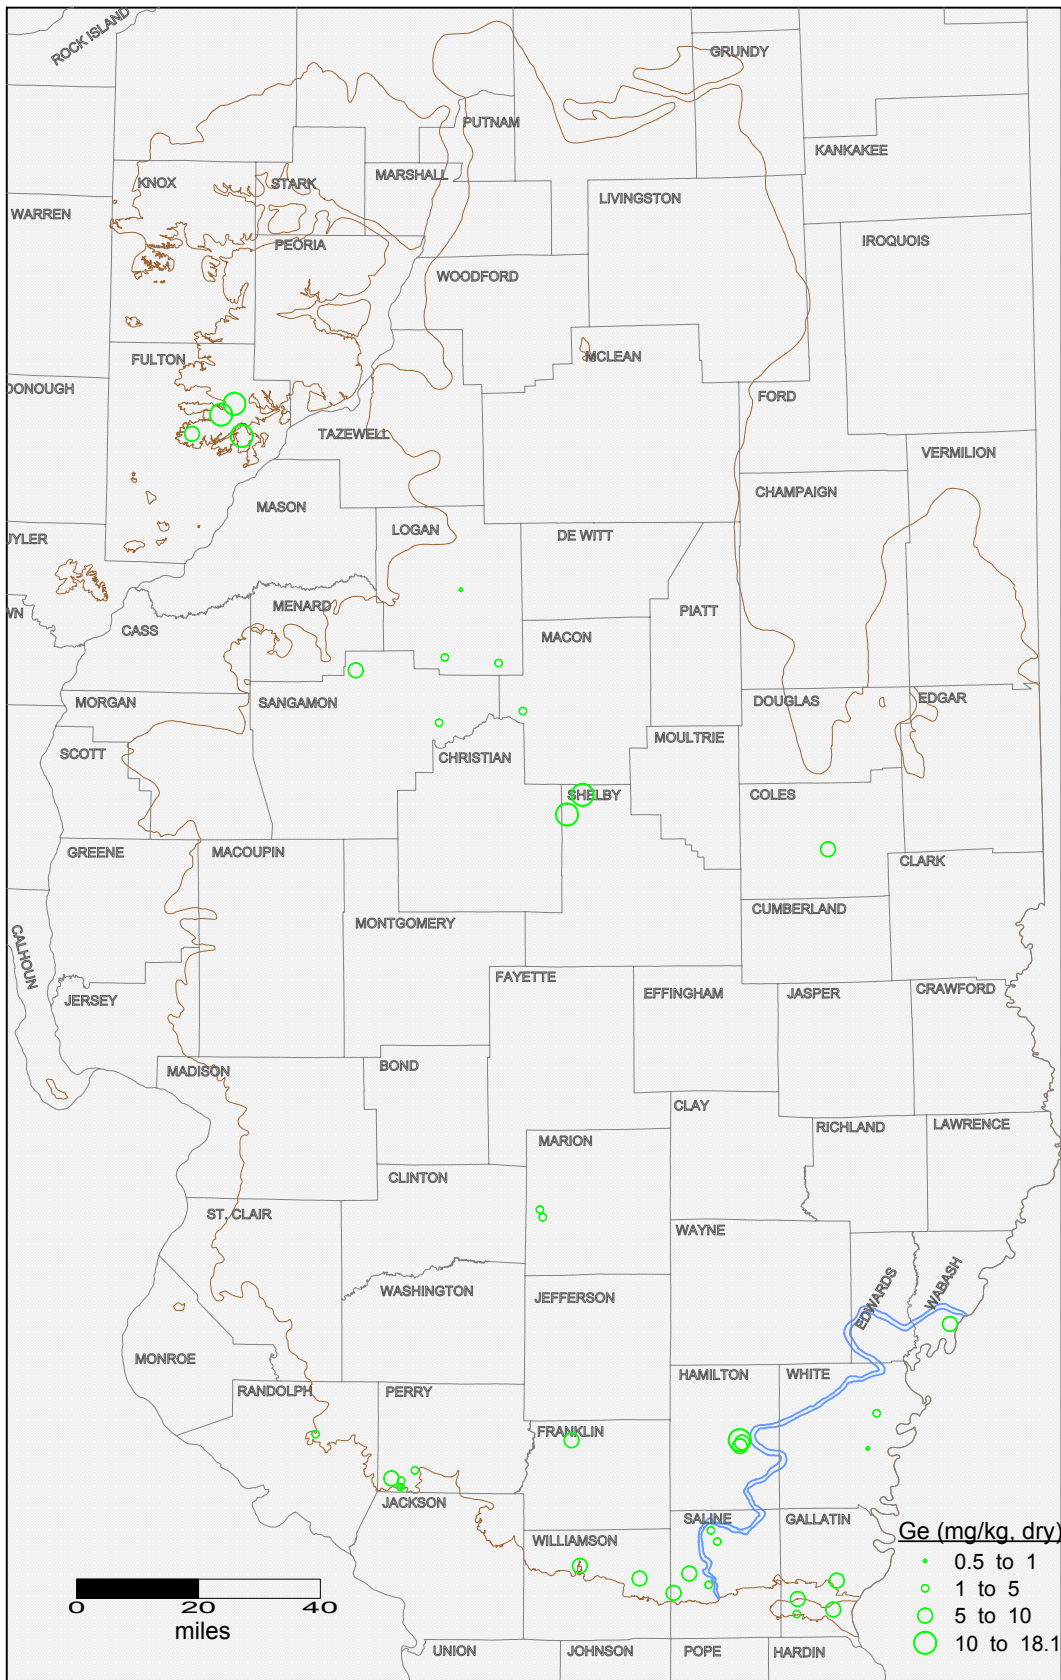 ROCK ISLAND
GRUNDY
PUTNAM
KANKAKEE
KNOX
STARK
MARSHALL
LIVINGSTON
WARREN
PEORIA
IROQUOIS
WOODFORD
FULTON
MCLEAN
DONOUGH
FORD
TAZEWELL
VERMILION
CHAMPAIGN
MASON
LOGAN
DE WITT
UYLER
MENARD
PIATT
WN
CASS
MACON
MORGAN
SANGAMON
DOUGLAS
EDGAR
SCOTT
CHRISTIAN
MOULTRIE
SHELBY
COLES
GREENE
MACOUPIN
CLARK
CUMBERLAND
MONTGOMERY
CALHOUN
FAYETTE
JERSEY
EFFINGHAM
JASPER
CRAWFORD
MADISON
BOND
CLAY
RICHLAND
LAWRENCE
MARION
CLINTON
ST. CLAIR
WAYNE
WASHINGTON
JEFFERSON
EDWARDS
WABASH
MONROE
RANDOLPH
PERRY
HAMILTON
WHITE
FRANKLIN
JACKSON
SALINE
GALLATIN
WILLIAMSON
Ge (mg/kg, dry)
0.5 to 1
1 to 5
5 to 10
10 to 18.1
0 20 40
miles
UNION
JOHNSON
POPE
HARDIN